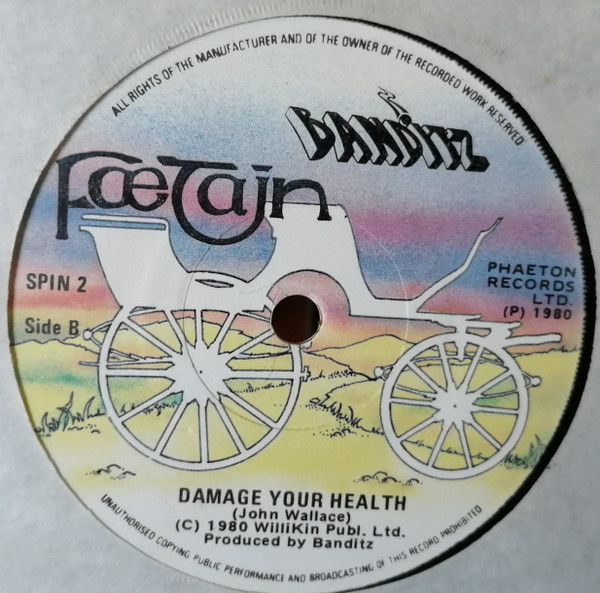 ALL RIGHTS OF THE MANUFACTURER AND OF THE OWNER OF THE RECORDED WORK RESERVED
BANDITZ
Fætajn
SPIN 2
Side B
PHAETON
RECORDS
LTD.
(P) 1980
DAMAGE YOUR HEALTH
(John Wallace)
(C) 1980 WilliKin Publ. Ltd.
Produced by Banditz
UNAUTHORISED COPYING PUBLIC PERFORMANCE AND BROADCASTING OF THIS RECORD PROHIBITED